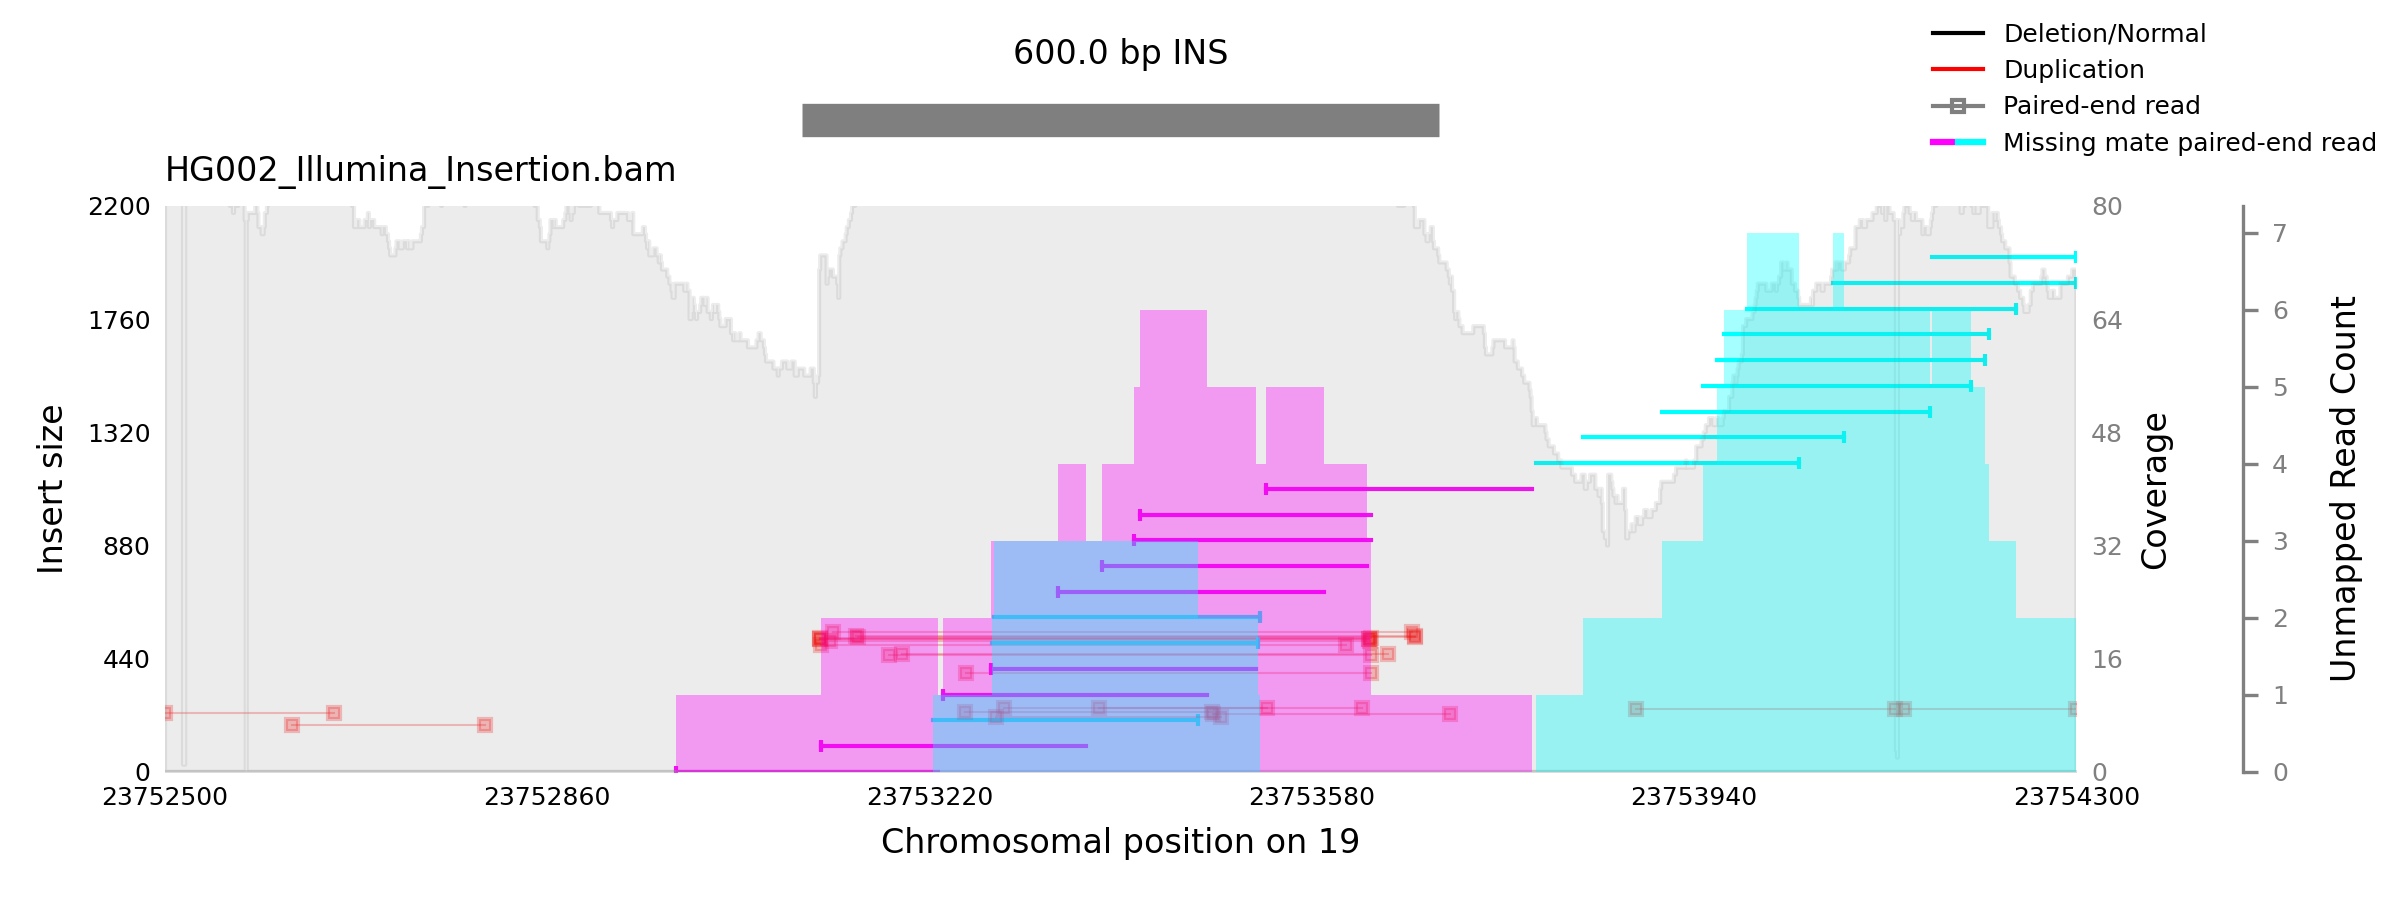 Deletion/Normal
600.0 bp INS
Duplication
Paired-end read
Missing mate paired-end read
HG002_Illumina_Insertion.bam
2200
1760
1320
880
440
0
Insert size
80
64
48
32
16
0
Coverage
7
6
5
4
3
2
1
0
Unmapped Read Count
23752500 23752860 23753220 23753580 23753940 23754300
Chromosomal position on 19